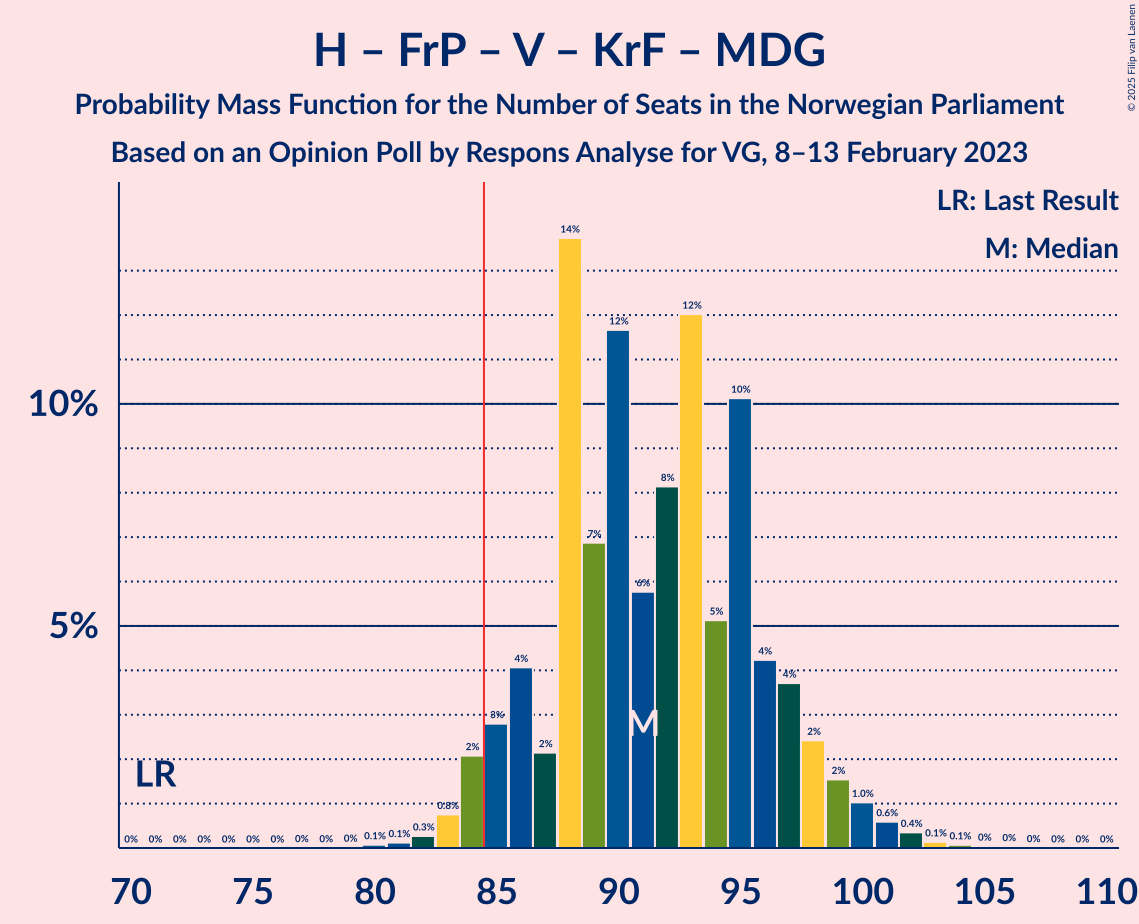 H – FrP – V – KrF – MDG
Probability Mass Function for the Number of Seats in the Norwegian Parliament
Based on an Opinion Poll by Respons Analyse for VG, 8–13 February 2023
© 2025 Filip van Laenen
LR: Last Result
M: Median
10%
5%
LR
M
0% 0% 0% 0% 0% 0% 0% 0% 0% 0% 0.1% 0.1% 0.3% 0.8% 2% 3% 4% 2% 14% 7% 12% 6% 8% 12% 5% 10% 4% 4% 2% 2% 1.0% 0.6% 0.4% 0.1% 0.1% 0% 0% 0% 0% 0% 0%
70 75 80 85 90 95 100 105 110